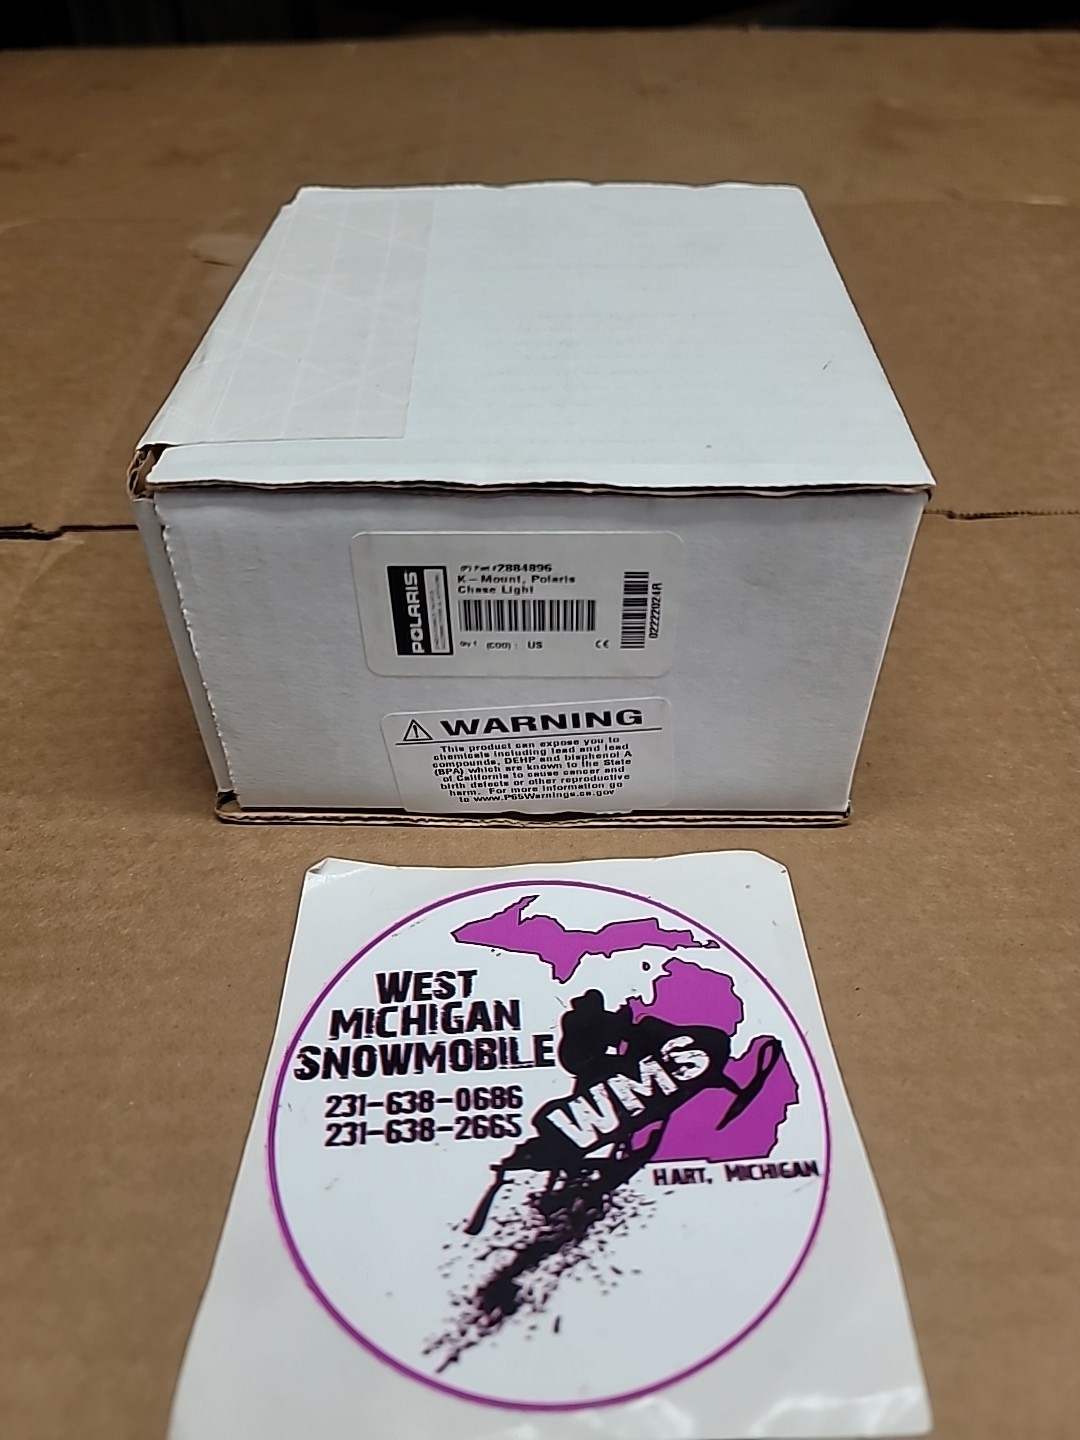 POLARIS
(P) Part #2884896
K-Mount, Polaris
Chase Light
Qty 1 (COO): US CE
02222024R
WARNING
This product can expose you to
chemicals including lead and lead
compounds, DEHP and bisphenol A
(BPA) which are known to the State
of California to cause cancer and
birth defects or other reproductive
harm. For more information go
to www.P65Warnings.ca.gov
WEST
MICHIGAN
SNOWMOBILE
231-638-0686
231-638-2665
WMS
HART, MICHIGAN